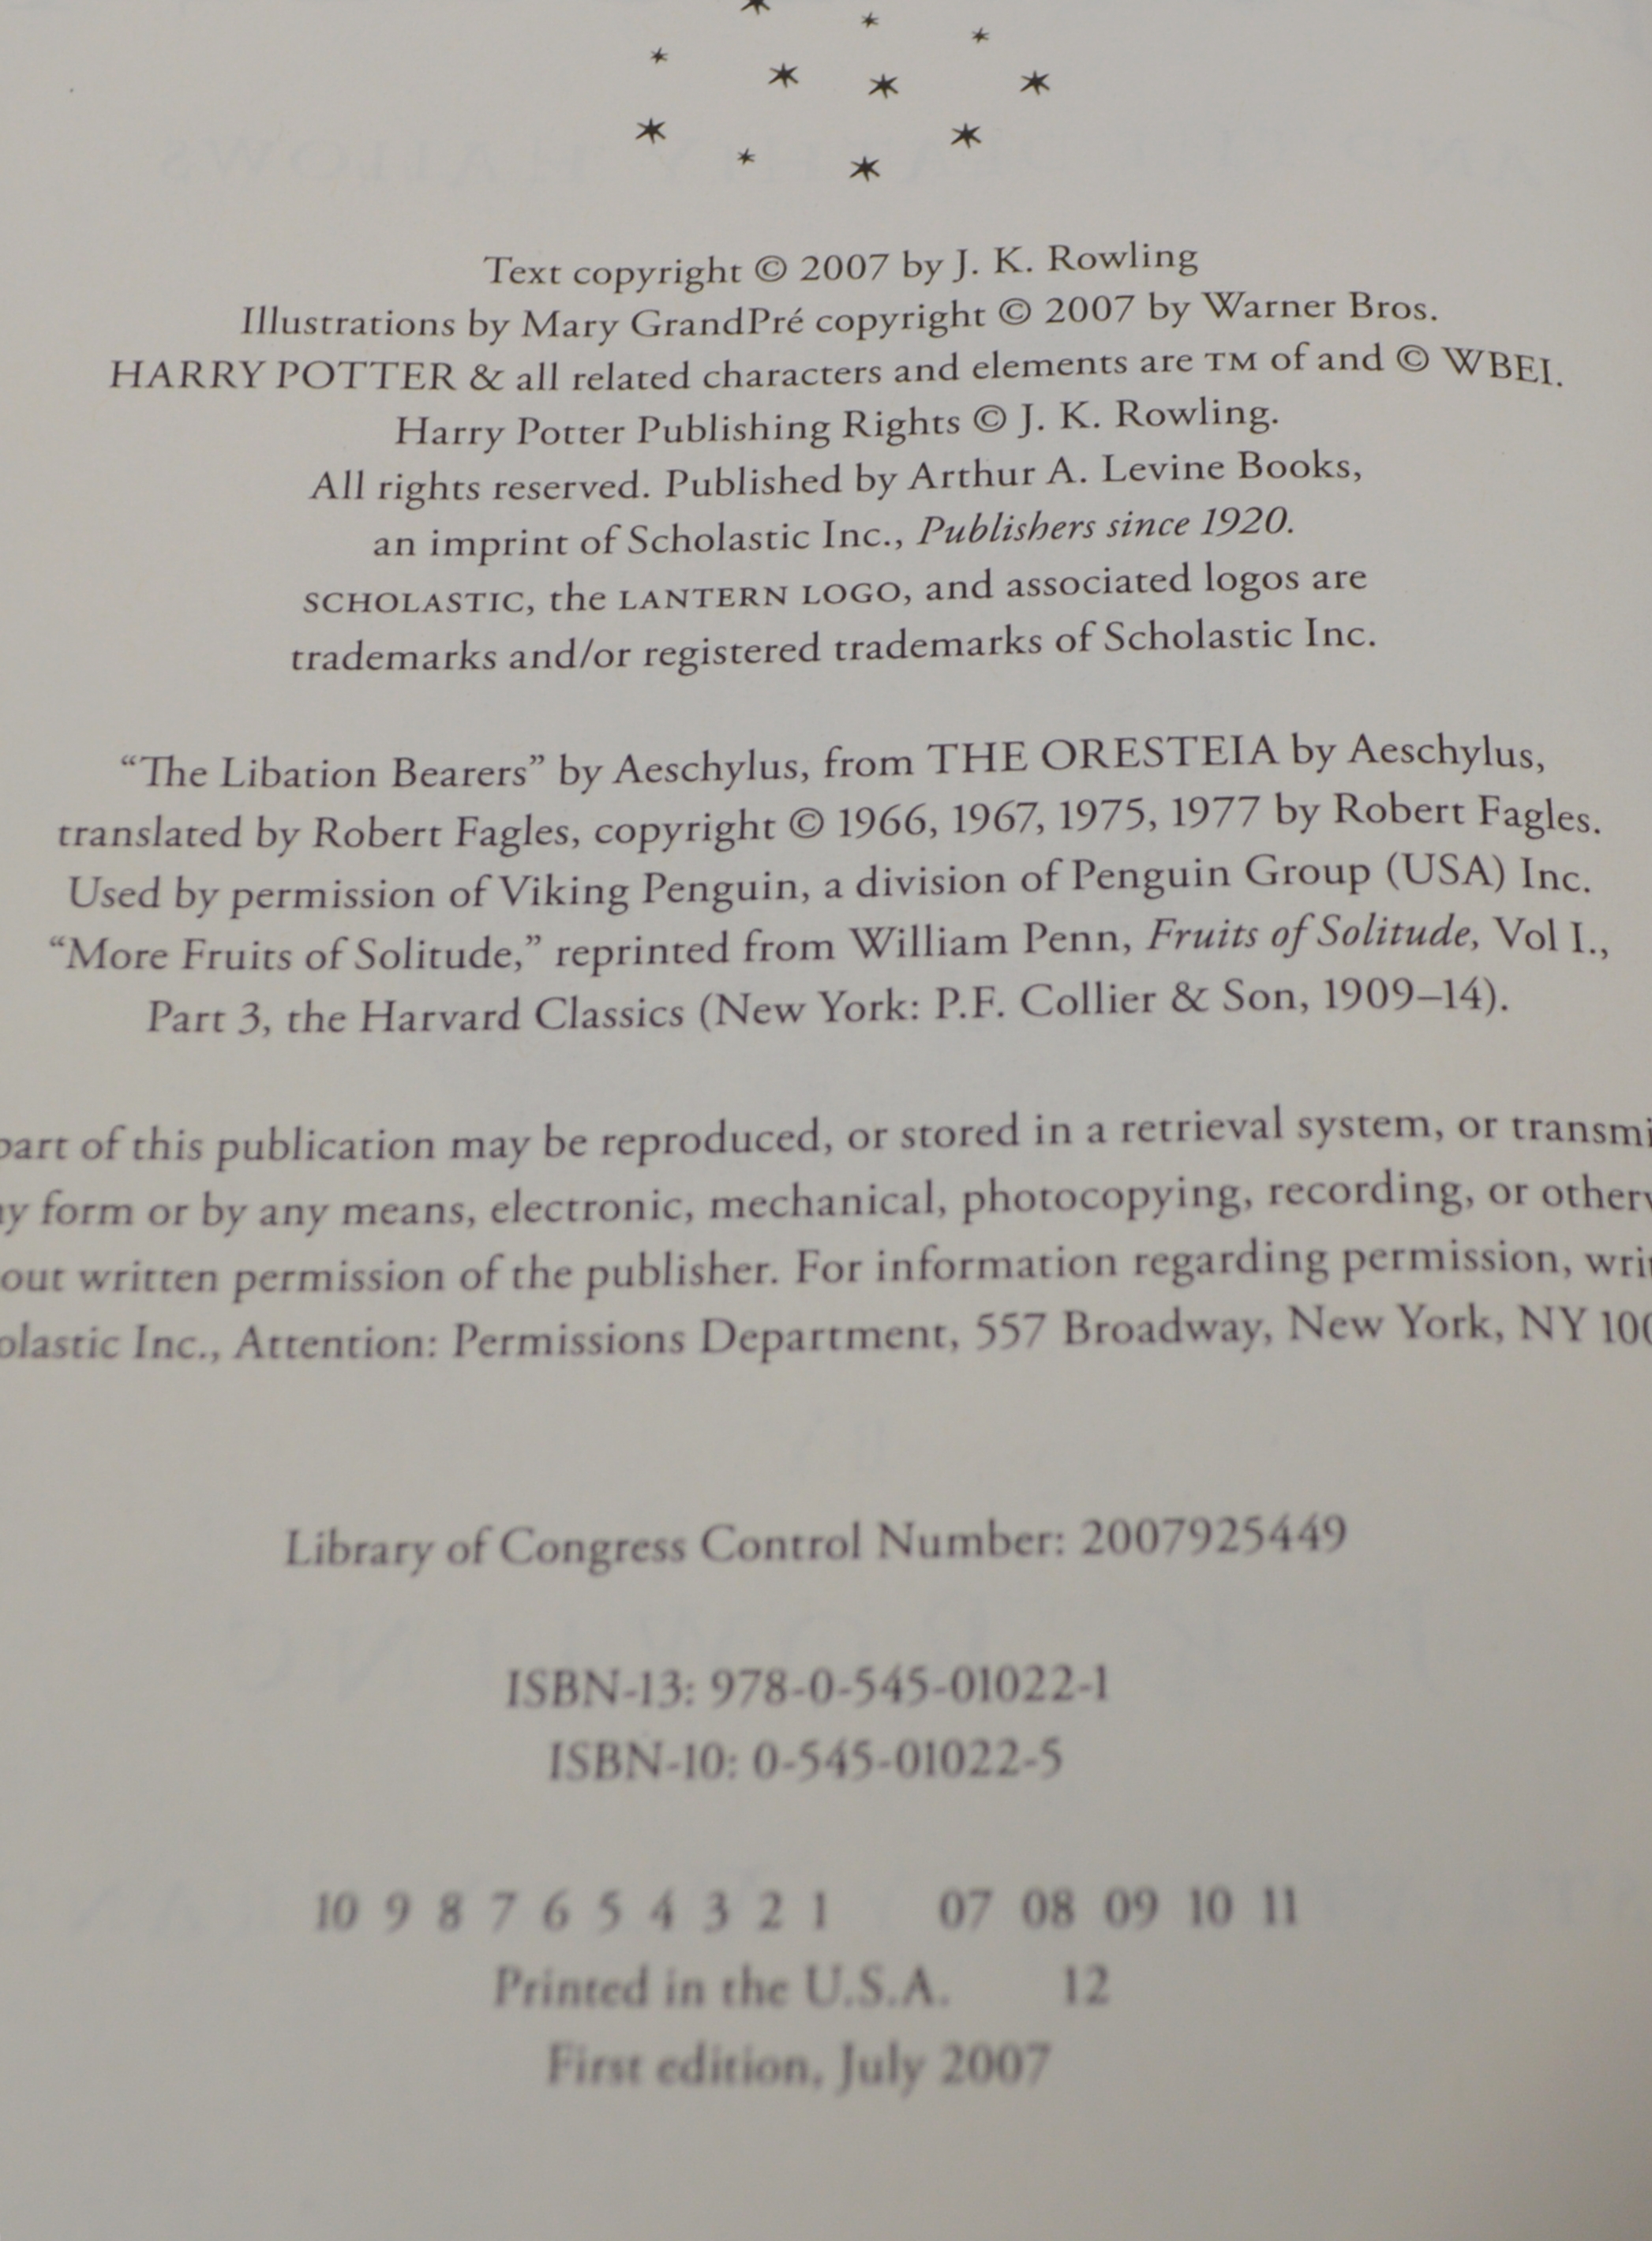 Text copyright © 2007 by J. K. Rowling
Illustrations by Mary GrandPré copyright © 2007 by Warner Bros.
HARRY POTTER & all related characters and elements are TM of and © WBEI.
Harry Potter Publishing Rights © J. K. Rowling.
All rights reserved. Published by Arthur A. Levine Books,
an imprint of Scholastic Inc., Publishers since 1920.
SCHOLASTIC, the LANTERN LOGO, and associated logos are
trademarks and/or registered trademarks of Scholastic Inc.
“The Libation Bearers” by Aeschylus, from THE ORESTEIA by Aeschylus,
translated by Robert Fagles, copyright © 1966, 1967, 1975, 1977 by Robert Fagles.
Used by permission of Viking Penguin, a division of Penguin Group (USA) Inc.
“More Fruits of Solitude,” reprinted from William Penn, Fruits of Solitude, Vol I.,
Part 3, the Harvard Classics (New York: P.F. Collier & Son, 1909–14).
part of this publication may be reproduced, or stored in a retrieval system, or transmi
y form or by any means, electronic, mechanical, photocopying, recording, or otherw
out written permission of the publisher. For information regarding permission, writ
olastic Inc., Attention: Permissions Department, 557 Broadway, New York, NY 100
Library of Congress Control Number: 2007925449
ISBN-13: 978-0-545-01022-1
ISBN-10: 0-545-01022-5
10 9 8 7 6 5 4 3 2 1 07 08 09 10 11
Printed in the U.S.A. 12
First edition, July 2007